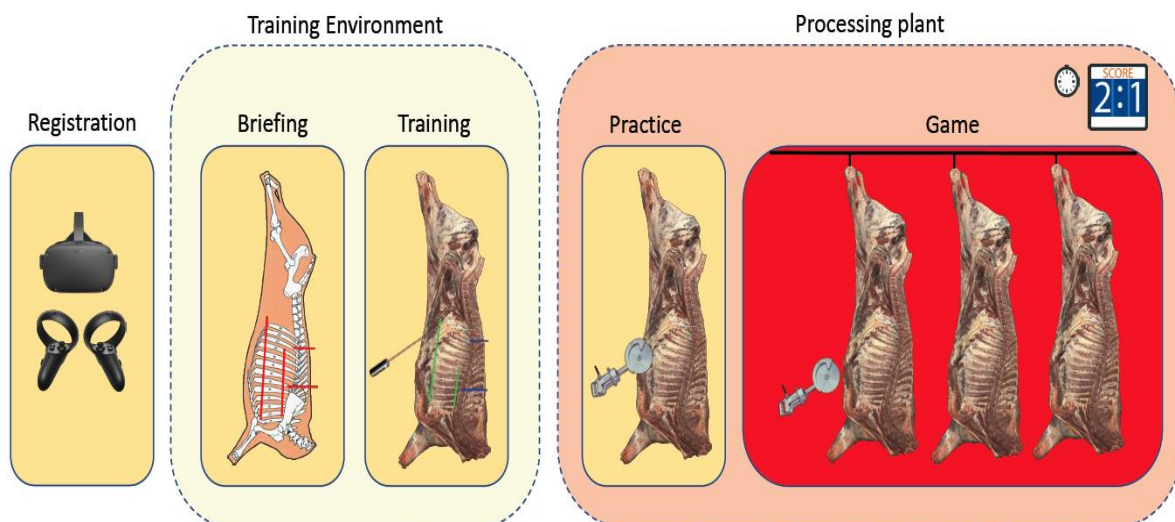 Training Environment
Processing plant
SCORE
2:1
Registration
Briefing
Training
Practice
Game